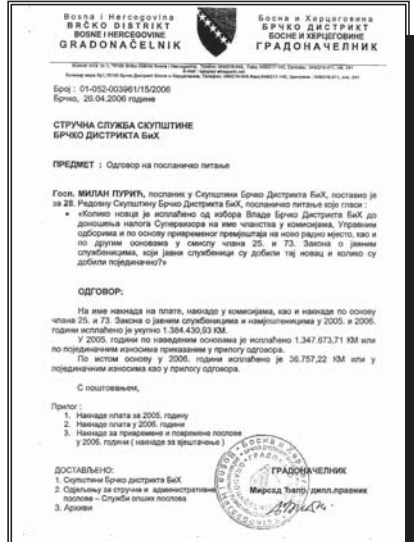 Bosna i Hercegovina
BRČKO DISTRIKT
BOSNE I HERCEGOVINE
GRADONAČELNIK
Босна и Херцеговина
БРЧКО ДИСТРИКТ
БОСНЕ И ХЕРЦЕГОВИНЕ
ГРАДОНАЧЕЛНИК
Број: 01-052-003961/15/2006
Брчко, 26.04.2006 године
СТРУЧНА СЛУЖБА СКУПШТИНЕ
БРЧКО ДИСТРИКТА БиХ
ПРЕДМЕТ : Одговор на посланичко питање
Госп. МИЛАН ПУРИЋ, посланик у Скупштини Брчко Дистрикта БиХ, поставио је
за 28. Редовну Скупштину Брчко Дистрикта БиХ, посланичко питање које гласи :
• «Колико новца је исплаћено од избора Владе Брчко Дистрикта БиХ до
доношења налога Супервизора на име чланства у комисијама, Управним
одборима и по основу привременог премјештаја на ново радно мјесто, као и
по другим основама у смислу члана 25. и 73. Закона о јавним
службеницима, који јавни службеници су добили тај новац и колико су
добили појединачно?»
ОДГОВОР:
На име накнада на плате, накнаде у комисијама, као и накнаде по основу
члана 25. и 73. Закона о јавним службеницима и намјештеницима у 2005. и 2006.
години исплаћено је укупно 1.384.430,93 КМ.
У 2005. години по наведеним основама је исплаћено 1.347.673,71 КМ или
по појединачним износима приказаним у прилогу одговора.
По истом основу у 2006. години исплаћено је 36.757,22 КМ или у
појединачним износима као у прилогу одговора.
С поштовањем,
Прилог :
1. Накнаде плата за 2005. годину
2. Накнаде плата у 2006. години
3. Накнаде за привремене и повремене послове
у 2006. години ( накнаде за вјештачење )
ДОСТАВЉЕНО:
1. Скупштини Брчко дистрикта БиХ
2. Одјељењу за стручне и административне
послове – Служби општих послова
3. Архиви
ГРАДОНАЧЕЛНИК
Мирсад Ђапо, дипл.правник